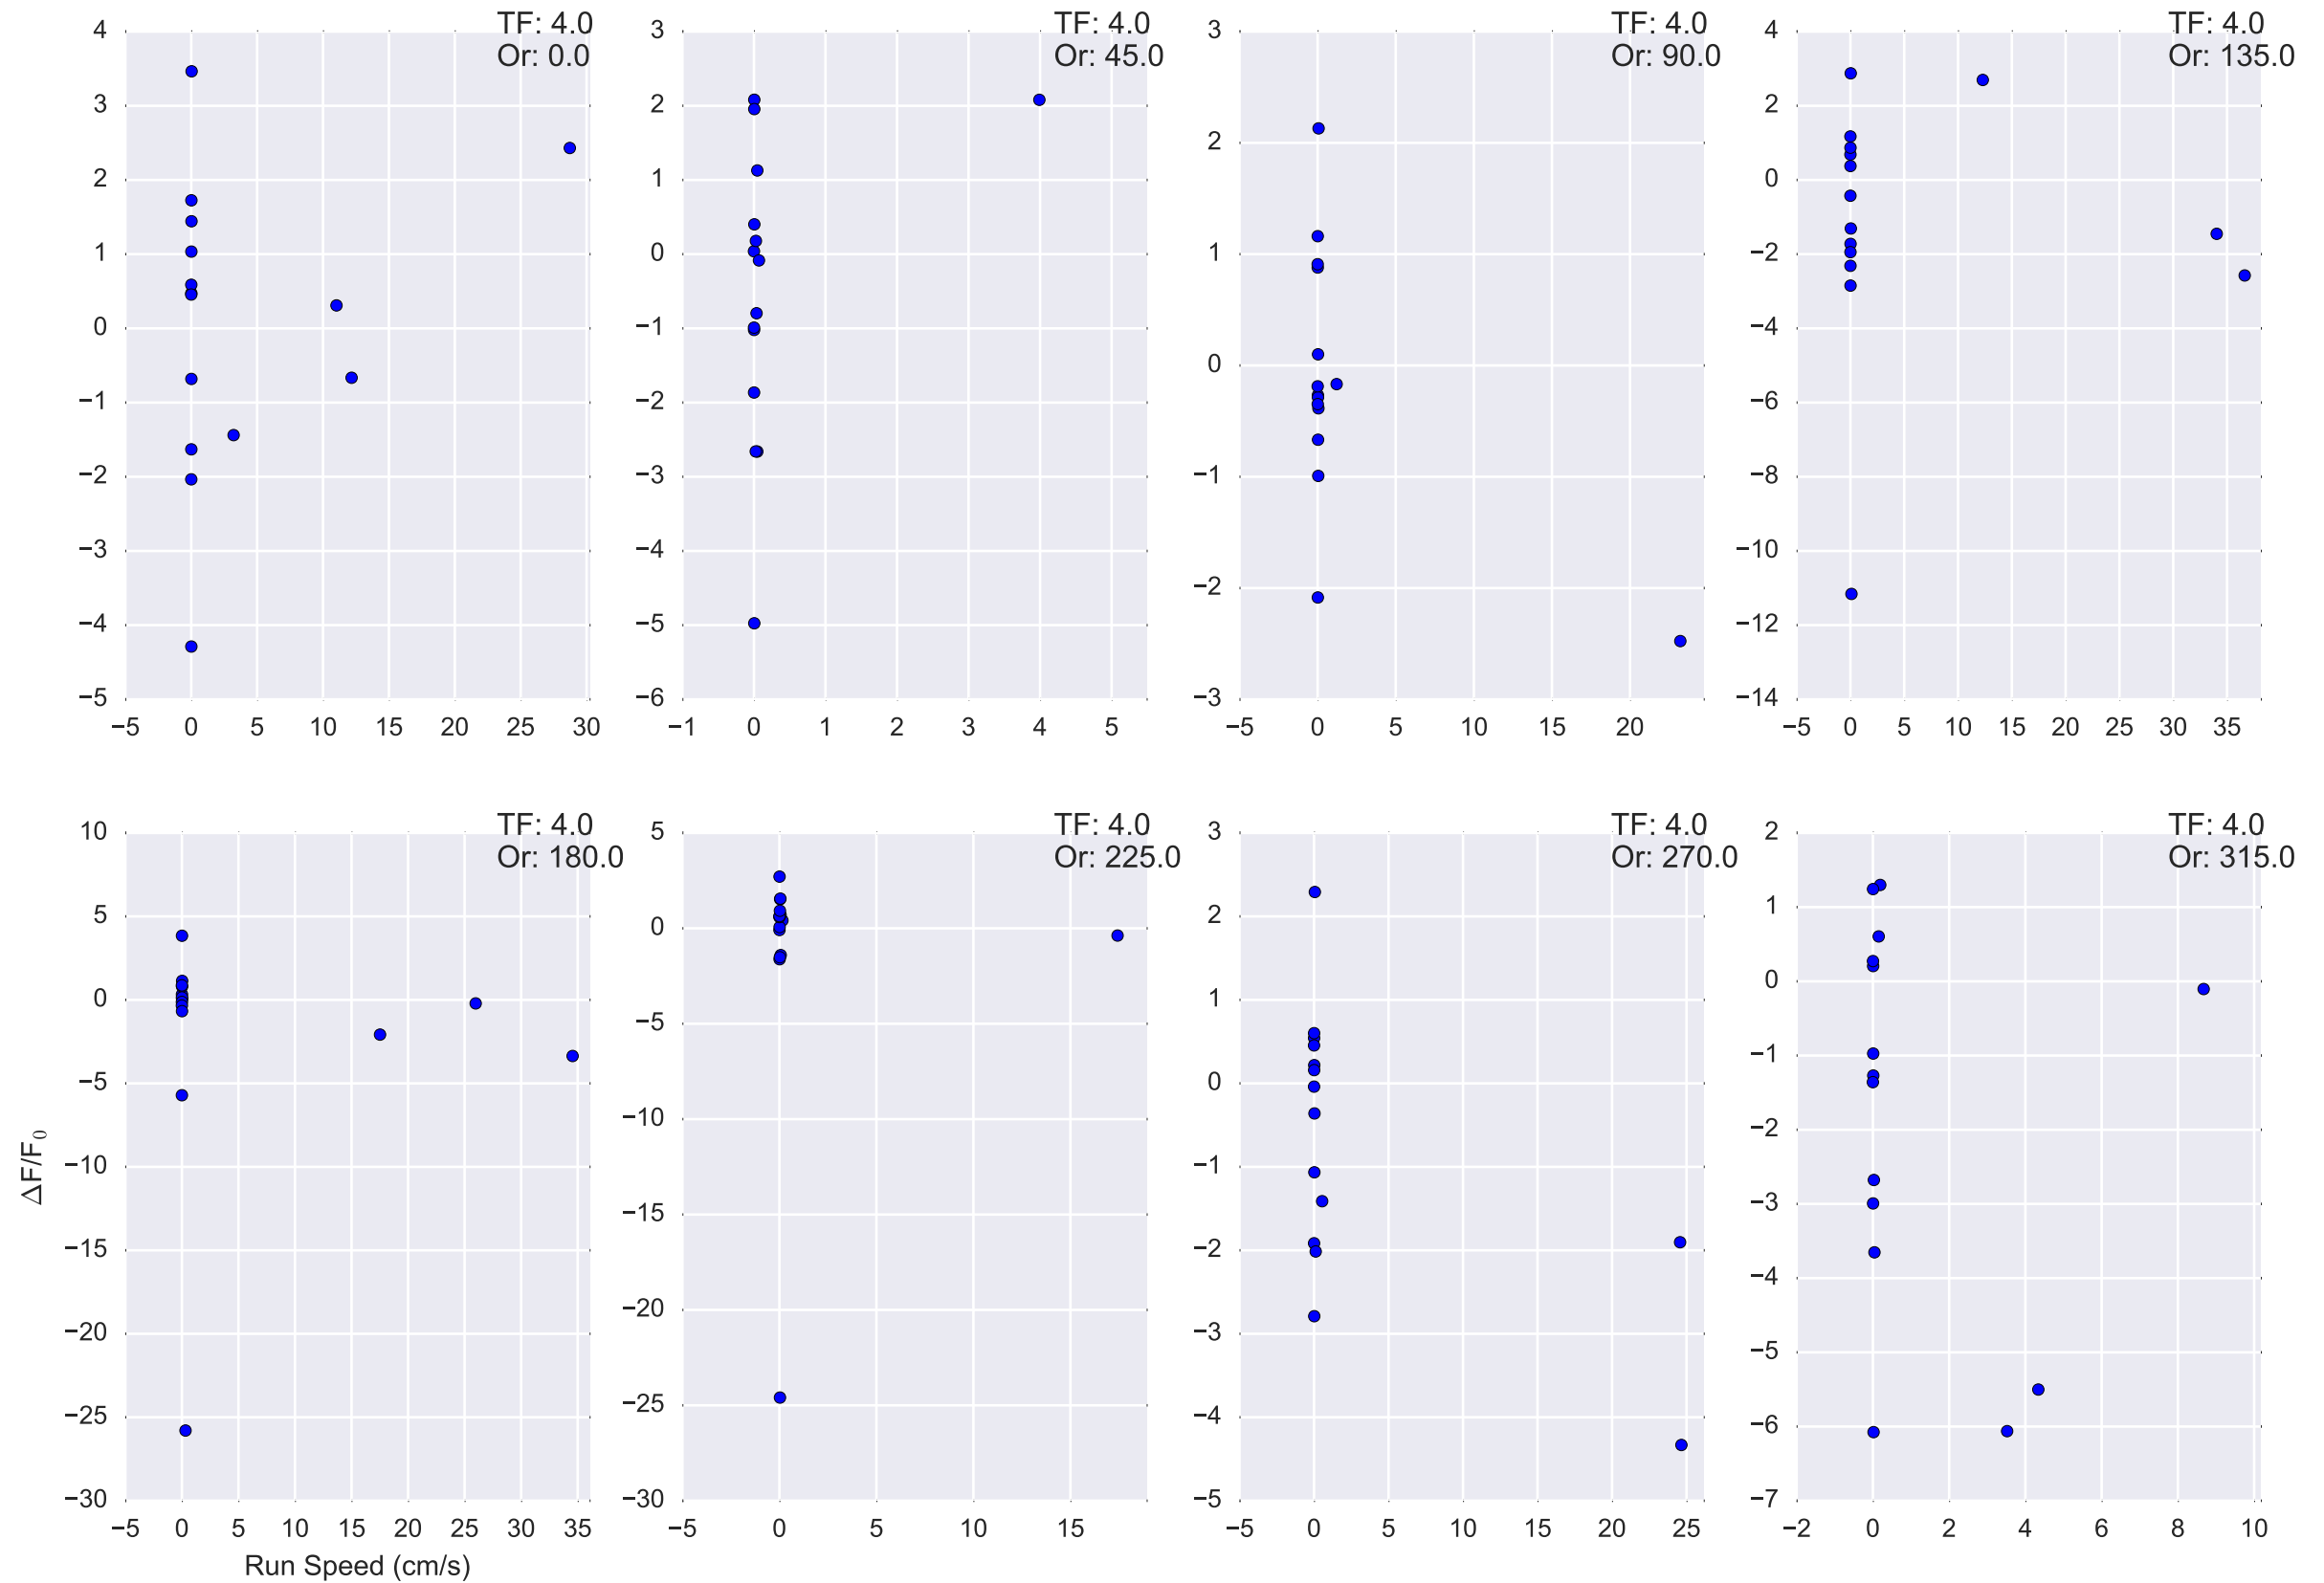 TF: 4.0
Or: 0.0
4
3
2
1
0
−1
−2
−3
−4
−5
−5 0 5 10 15 20 25 30
TF: 4.0
Or: 45.0
3
2
1
0
−1
−2
−3
−4
−5
−6
−1 0 1 2 3 4 5
TF: 4.0
Or: 90.0
3
2
1
0
−1
−2
−3
−5 0 5 10 15 20
TF: 4.0
Or: 135.0
4
2
0
−2
−4
−6
−8
−10
−12
−14
−5 0 5 10 15 20 25 30 35
TF: 4.0
Or: 180.0
10
5
0
−5
−10
−15
−20
−25
−30
−5 0 5 10 15 20 25 30 35
ΔF/F₀
Run Speed (cm/s)
TF: 4.0
Or: 225.0
5
0
−5
−10
−15
−20
−25
−30
−5 0 5 10 15
TF: 4.0
Or: 270.0
3
2
1
0
−1
−2
−3
−4
−5
−5 0 5 10 15 20 25
TF: 4.0
Or: 315.0
2
1
0
−1
−2
−3
−4
−5
−6
−7
−2 0 2 4 6 8 10